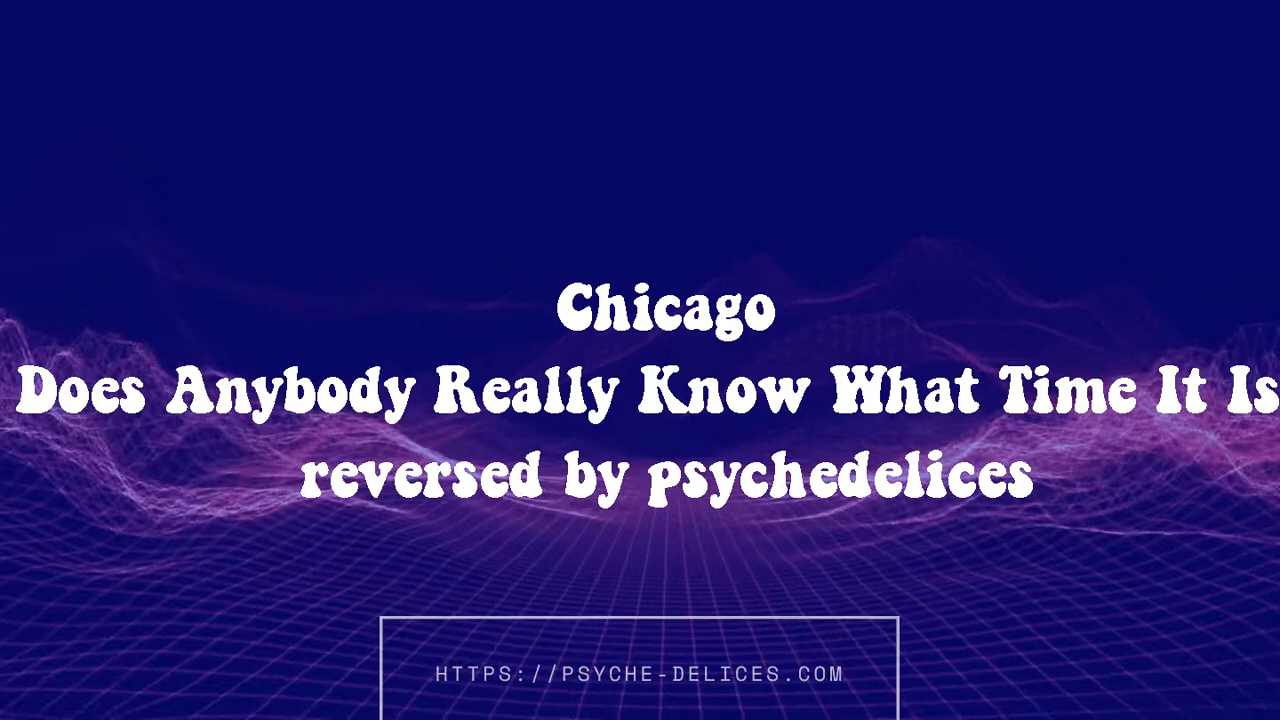 Chicago
Does Anybody Really Know What Time It Is
reversed by psychedelices
HTTPS://PSYCHE-DELICES.COM